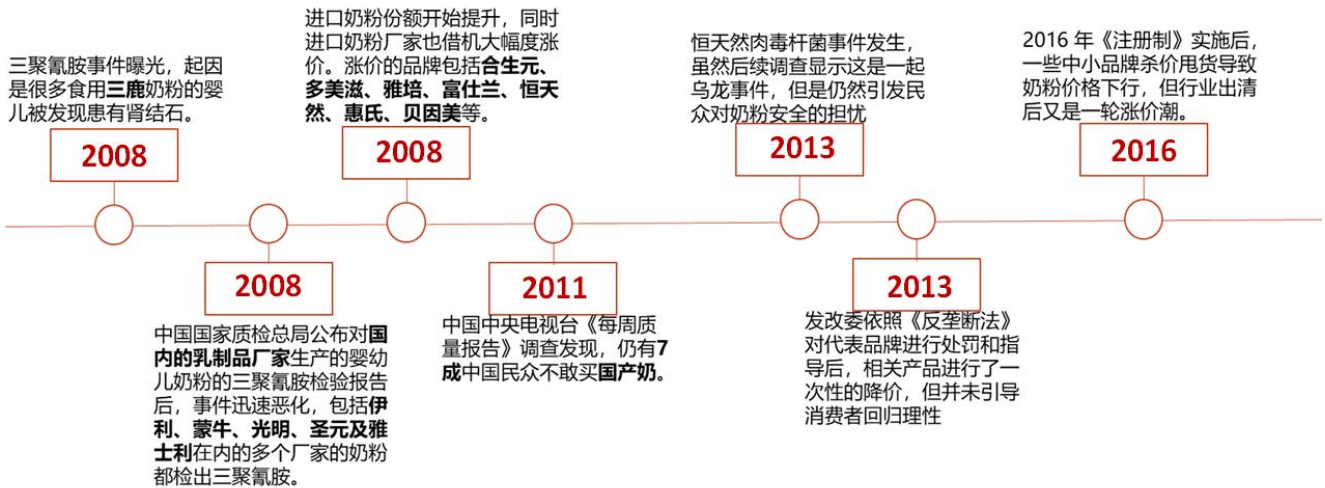 三聚氰胺事件曝光，起因
是很多食用三鹿奶粉的婴
儿被发现患有肾结石。
2008
中国国家质检总局公布对国
内的乳制品厂家生产的婴幼
儿奶粉的三聚氰胺检验报告
后，事件迅速恶化，包括伊
利、蒙牛、光明、圣元及雅
士利在内的多个厂家的奶粉
都检出三聚氰胺。
2008
进口奶粉份额开始提升，同时
进口奶粉厂家也借机大幅度涨
价。涨价的品牌包括合生元、
多美滋、雅培、富仕兰、恒天
然、惠氏、贝因美等。
2008
2011
中国中央电视台《每周质
量报告》调查发现，仍有7
成中国民众不敢买国产奶。
恒天然肉毒杆菌事件发生，
虽然后续调查显示这是一起
乌龙事件，但是仍然引发民
众对奶粉安全的担忧
2013
2013
发改委依照《反垄断法》
对代表品牌进行处罚和指
导后，相关产品进行了一
次性的降价，但并未引导
消费者回归理性
2016 年《注册制》实施后，
一些中小品牌杀价甩货导致
奶粉价格下行，但行业出清
后又是一轮涨价潮。
2016